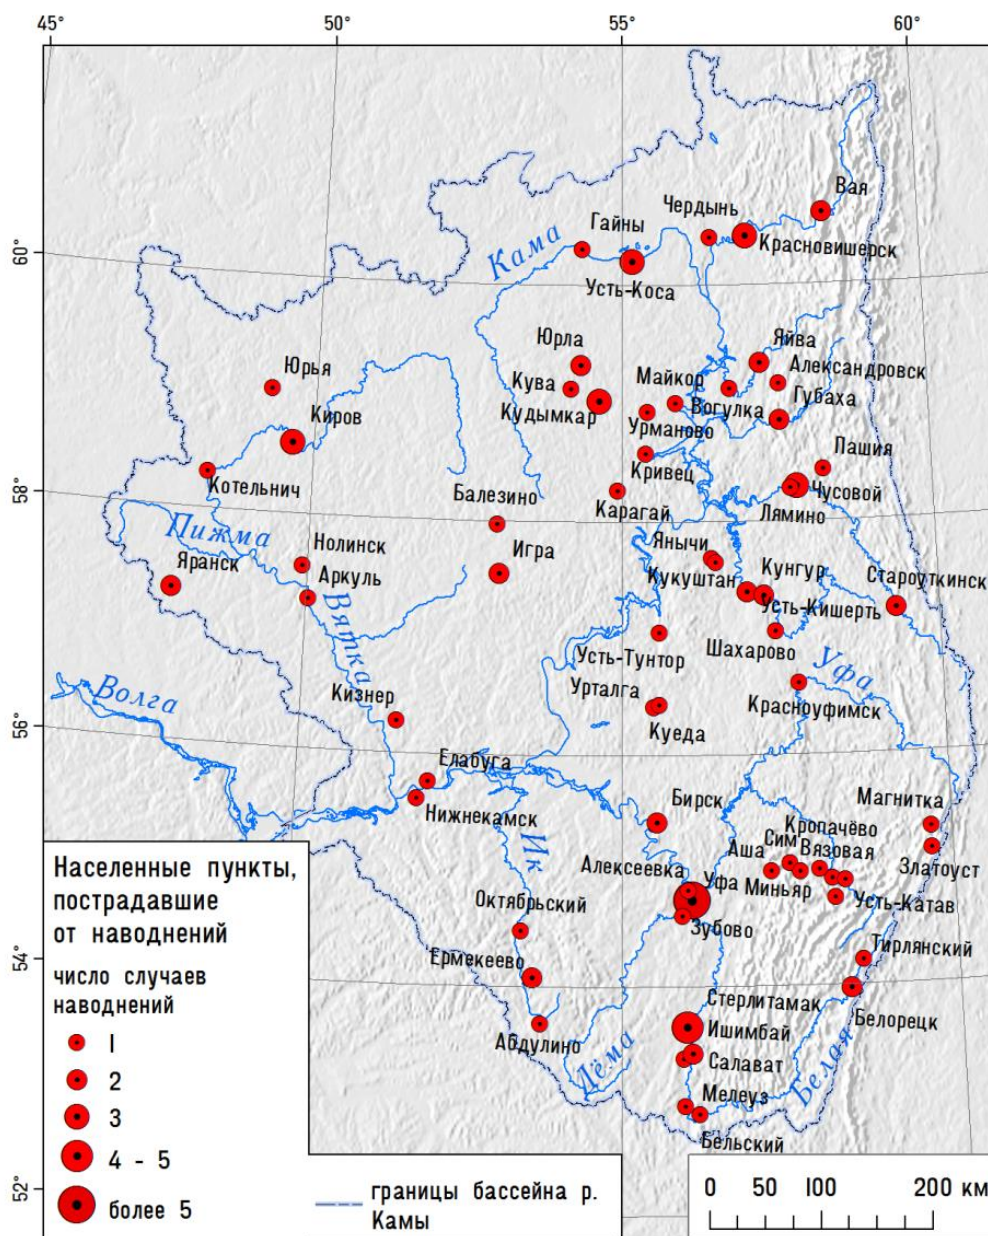 45°
50°
55°
60°
Вая
Чердынь
Гайны
Красновишерск
60°
Кама
Усть-Коса
Юрла
Яйва
Юрья
Александровск
Кува
Майкор
Губаха
Киров
Кудымкар
Вогулка
Урманово
Пашия
Кривец
Котельнич
Чусовой
58°
Балезино
Карагай
Лямино
Пижма
Нолинск
Игра
Янычи
Яранск
Кунгур
Староуткинск
Аркуль
Кукуштан
Усть-Кишерть
Вятка
Шахарово
Усть-Тунтор
Уфа
Волга
Кизнер
Урталга
Красноуфимск
56°
Куеда
Елабуга
Бирск
Магнитка
Нижнекамск
Кропачёво
Ик
Сим
Вязовая
Аша
Златоуст
Населенные пункты,
пострадавшие
от наводнений
Алексеевка
Уфа
Миньяр
Усть-Катав
Октябрьский
Зубово
Тирлянский
54°
Ермекеево
число случаев
наводнений
Стерлитамак
Белорецк
Ишимбай
Абдулино
Дёма
Салават
Белая
Мелеуз
Бельский
1
2
3
4 - 5
более 5
52°
границы бассейна р.
Камы
0 50 100 200 км